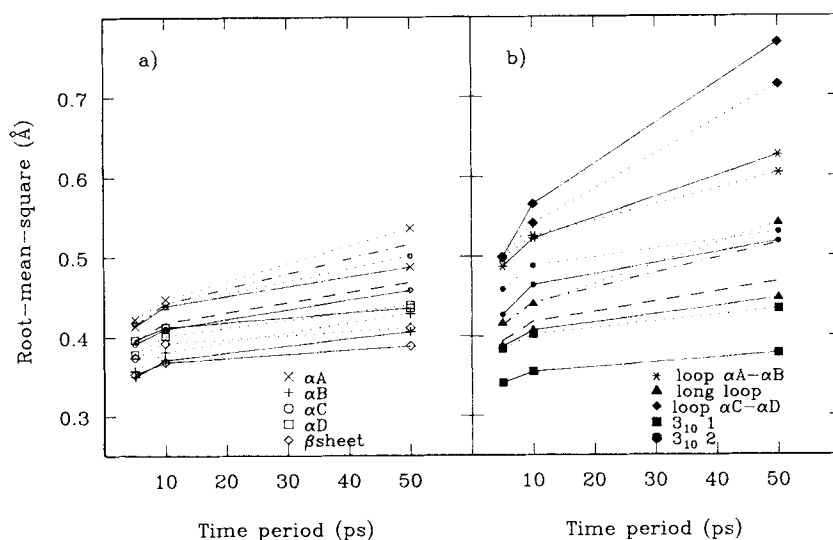 a)
b)
Root-mean-square (Å)
0.7
0.6
0.5
0.4
0.3
αA
αB
αC
αD
βsheet
loop αA-αB
long loop
loop αC-αD
3₁₀ 1
3₁₀ 2
10 20 30 40 50
10 20 30 40 50
Time period (ps)
Time period (ps)